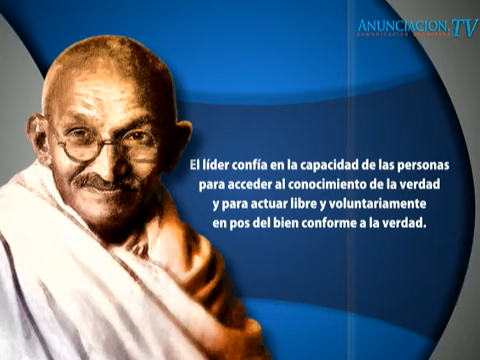 ANUNCIACION.TV
El líder confía en la capacidad de las personas
para acceder al conocimiento de la verdad
y para actuar libre y voluntariamente
en pos del bien conforme a la verdad.